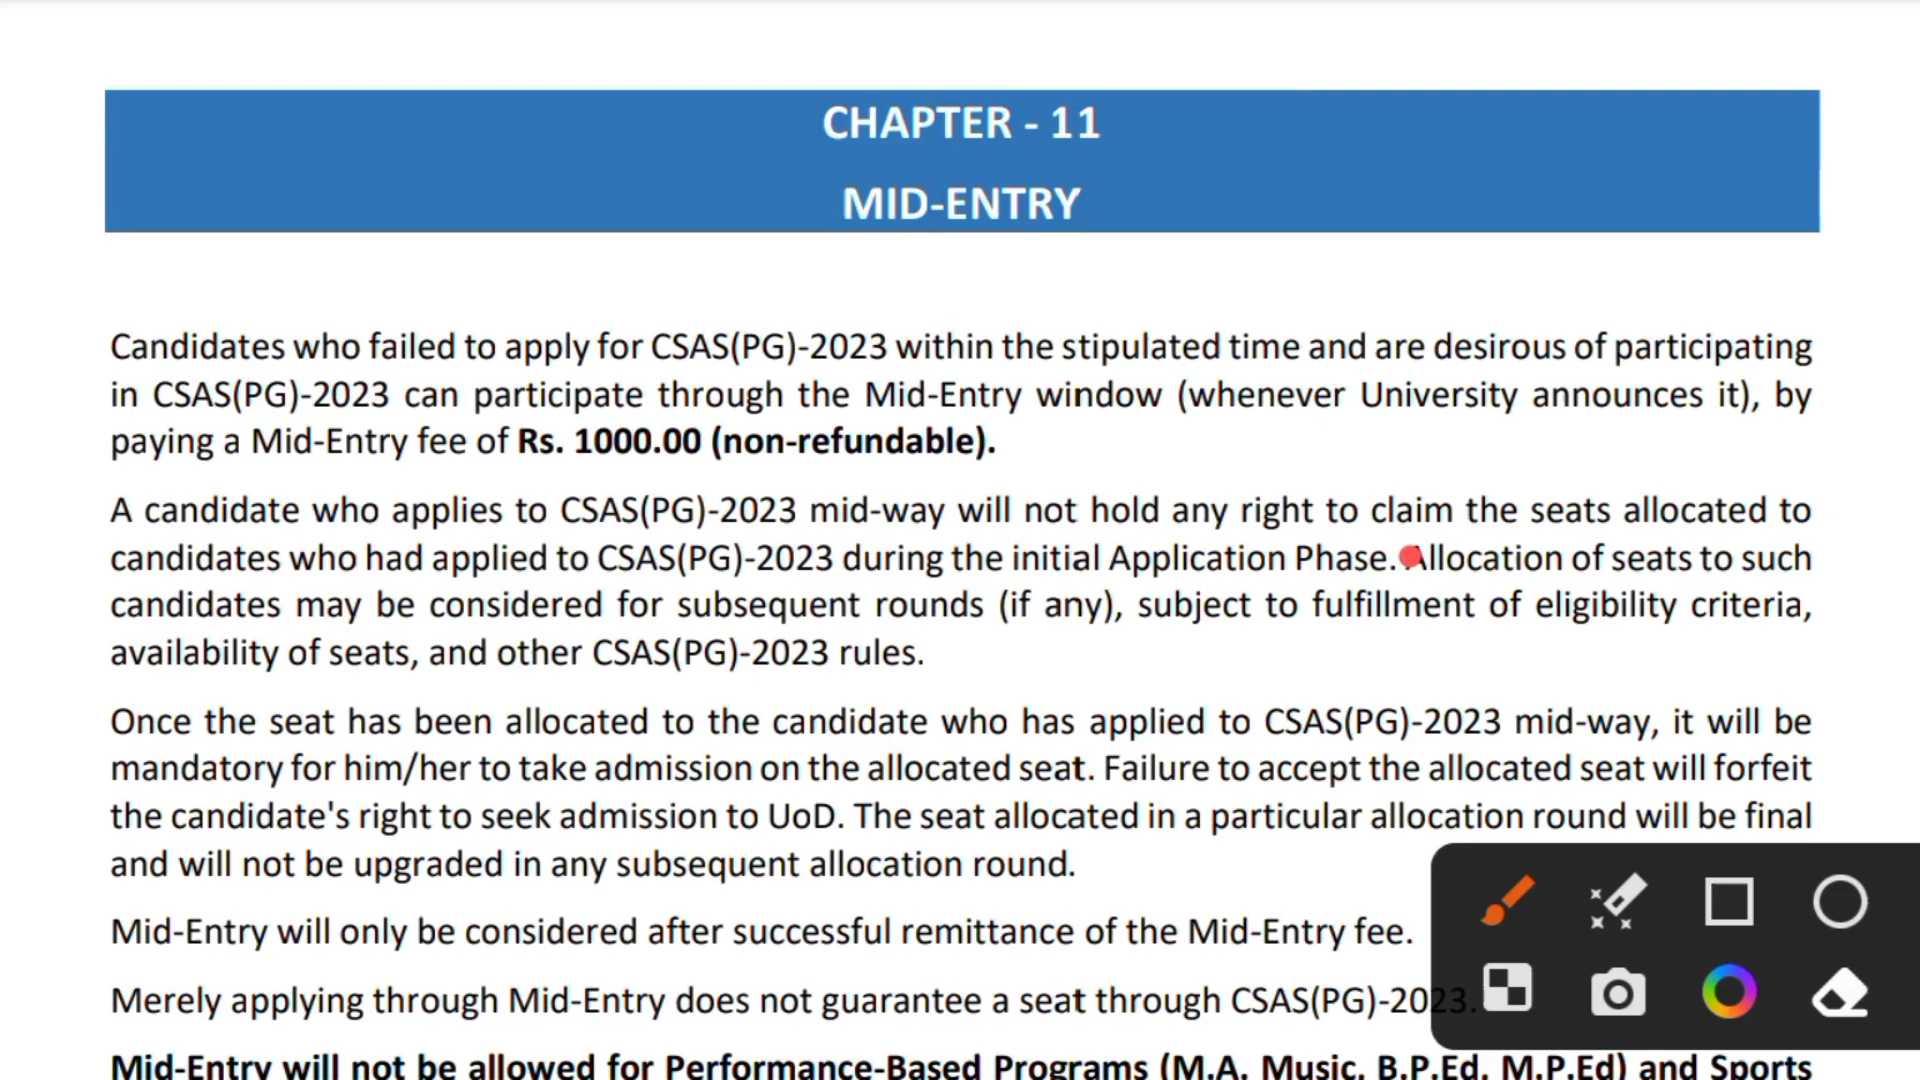 CHAPTER - 11
MID-ENTRY
Candidates who failed to apply for CSAS(PG)-2023 within the stipulated time and are desirous of participating
in CSAS(PG)-2023 can participate through the Mid-Entry window (whenever University announces it), by
paying a Mid-Entry fee of Rs. 1000.00 (non-refundable).
A candidate who applies to CSAS(PG)-2023 mid-way will not hold any right to claim the seats allocated to
candidates who had applied to CSAS(PG)-2023 during the initial Application Phase. Allocation of seats to such
candidates may be considered for subsequent rounds (if any), subject to fulfillment of eligibility criteria,
availability of seats, and other CSAS(PG)-2023 rules.
Once the seat has been allocated to the candidate who has applied to CSAS(PG)-2023 mid-way, it will be
mandatory for him/her to take admission on the allocated seat. Failure to accept the allocated seat will forfeit
the candidate's right to seek admission to UoD. The seat allocated in a particular allocation round will be final
and will not be upgraded in any subsequent allocation round.
Mid-Entry will only be considered after successful remittance of the Mid-Entry fee.
Merely applying through Mid-Entry does not guarantee a seat through CSAS(PG)-2023.
Mid-Entry will not be allowed for Performance-Based Programs (M.A. Music, B.P.Ed, M.P.Ed) and Sports